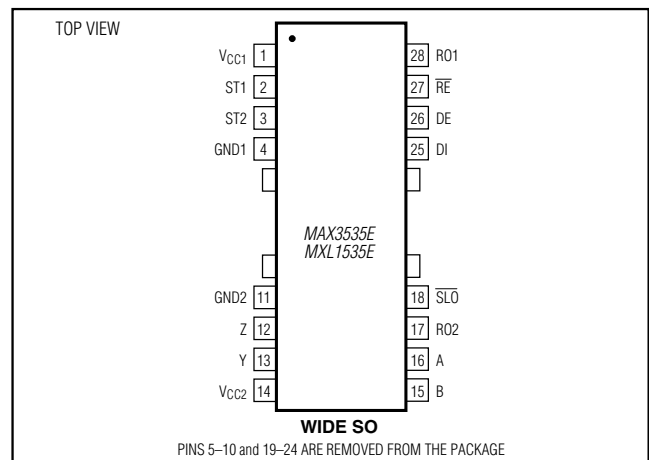 TOP VIEW
VCC1 1
28 RO1
ST1 2
27 R̅E̅
ST2 3
26 DE
GND1 4
25 DI
MAX3535E
MXL1535E
GND2 11
18 S̅L̅O̅
Z 12
17 RO2
Y 13
16 A
VCC2 14
15 B
WIDE SO
PINS 5–10 and 19–24 ARE REMOVED FROM THE PACKAGE